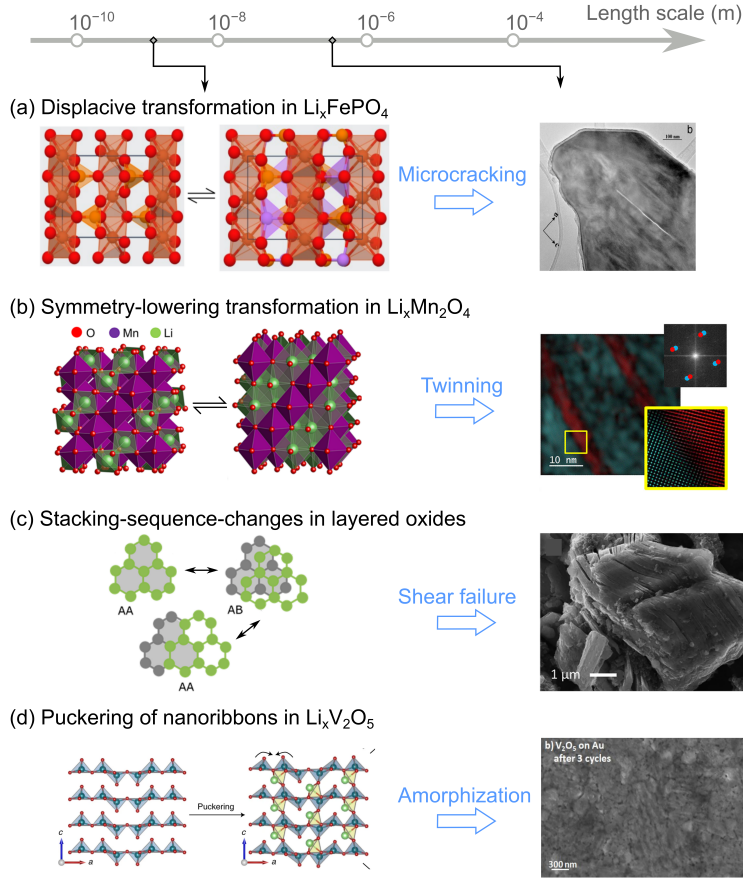 Length scale (m)
10⁻¹⁰ 10⁻⁸ 10⁻⁶ 10⁻⁴
(a) Displacive transformation in LiₓFePO₄
b
100 nm
Microcracking
a
c
(b) Symmetry-lowering transformation in LiₓMn₂O₄
O Mn Li
Twinning
10 nm
(c) Stacking-sequence-changes in layered oxides
AA AB
AA
Shear failure
1 μm
(d) Puckering of nanoribbons in LiₓV₂O₅
b) V₂O₅ on Au
after 3 cycles
Puckering
Amorphization
c c
a a
300 nm